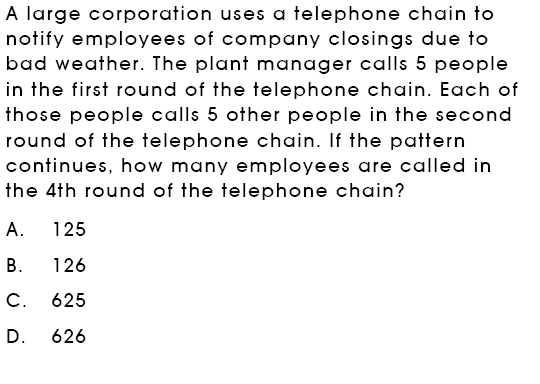 A large corporation uses a telephone chain to
notify employees of company closings due to
bad weather. The plant manager calls 5 people
in the first round of the telephone chain. Each of
those people calls 5 other people in the second
round of the telephone chain. If the pattern
continues, how many employees are called in
the 4th round of the telephone chain?
A. 125
B. 126
C. 625
D. 626